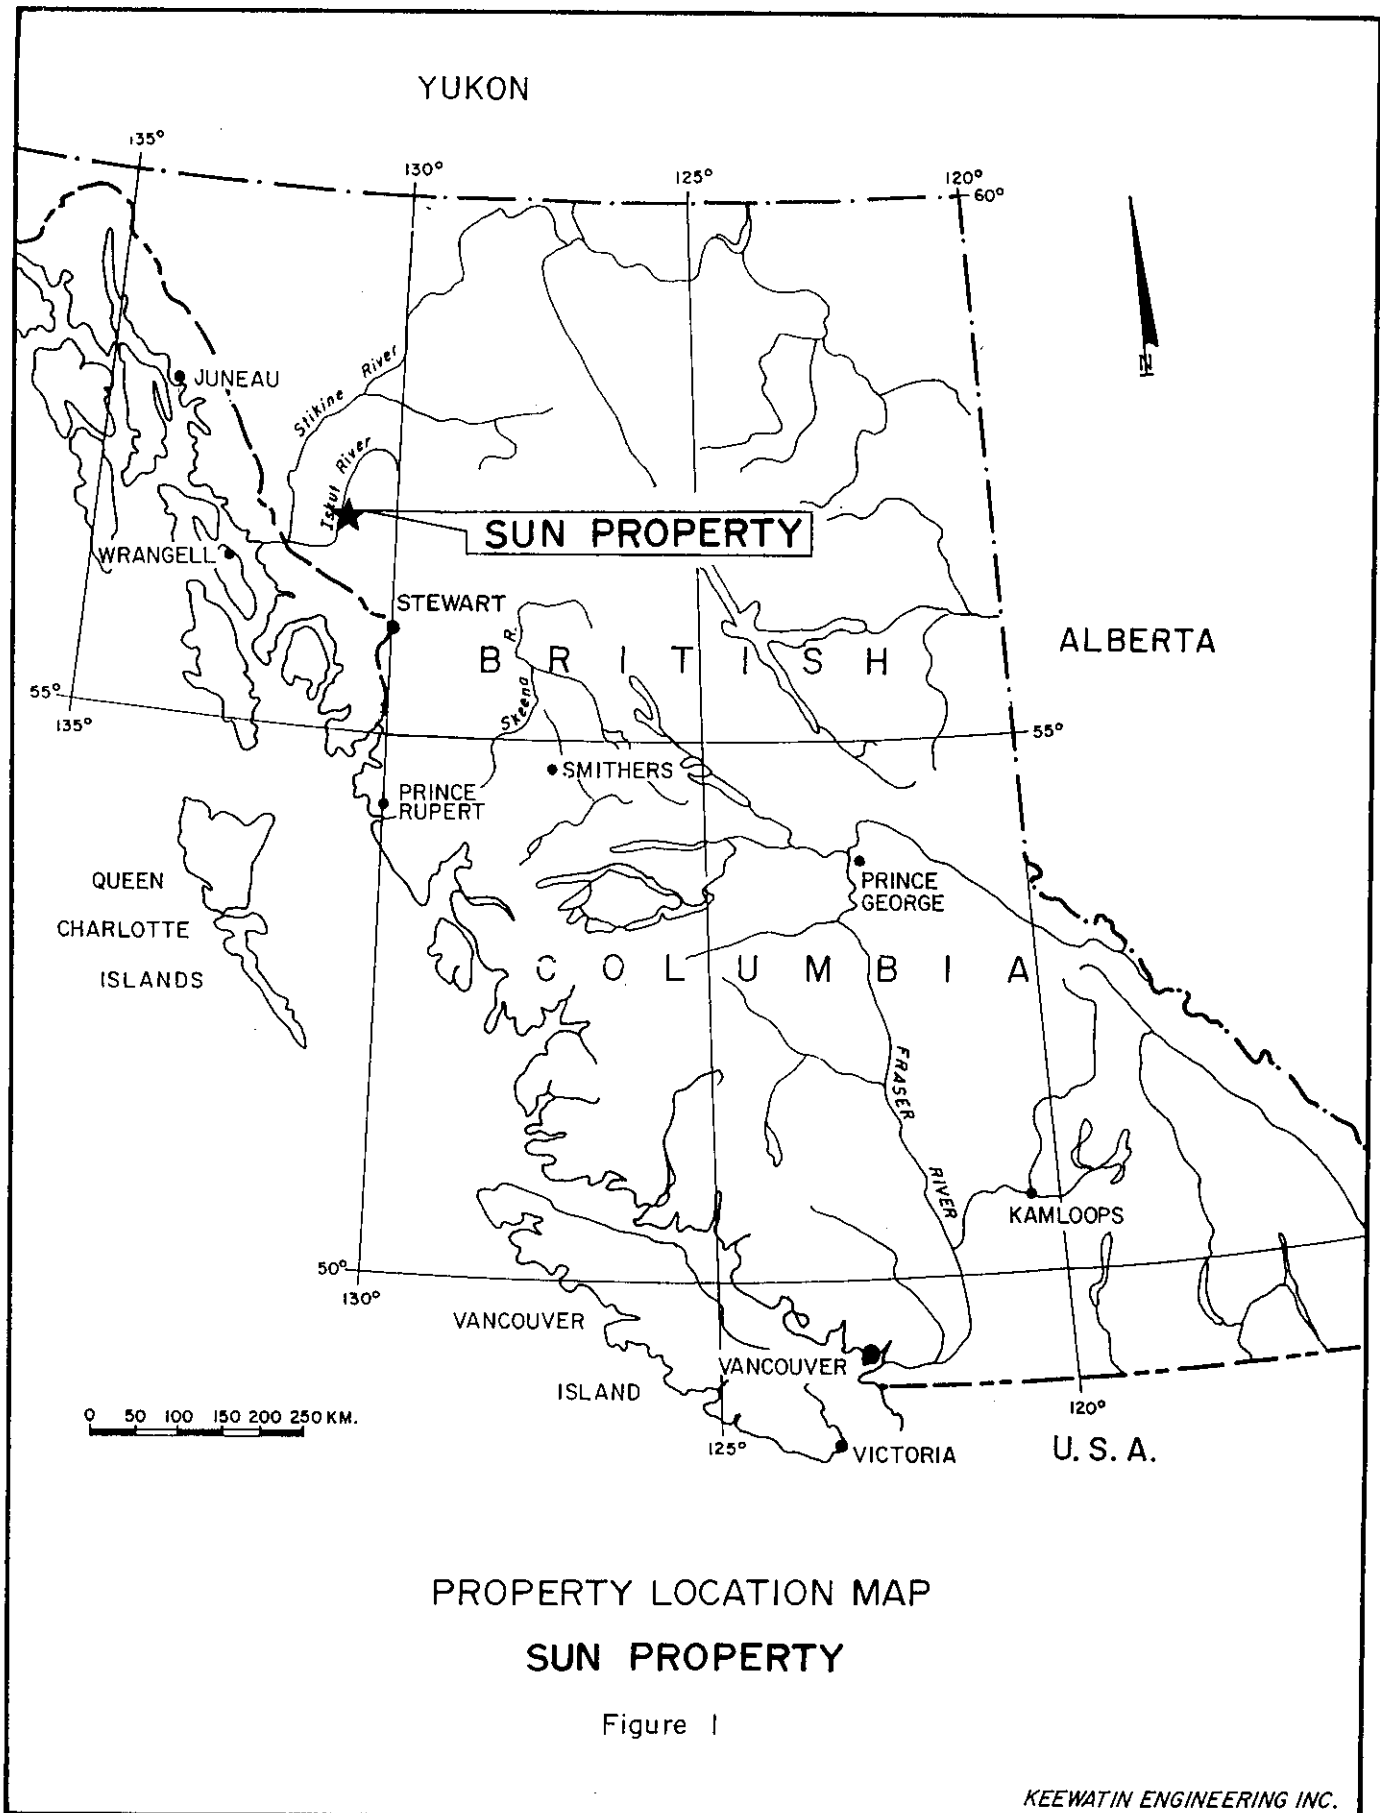 YUKON
135°
130°
125°
120°
60°
N
JUNEAU
Stikine River
Iskut River
SUN PROPERTY
WRANGELL
STEWART
BRITISH
ALBERTA
Skeena R.
55°
135°
55°
SMITHERS
PRINCE
RUPERT
QUEEN
CHARLOTTE
ISLANDS
PRINCE
GEORGE
COLUMBIA
FRASER
RIVER
KAMLOOPS
50°
130°
VANCOUVER
ISLAND
VANCOUVER
120°
125°
VICTORIA
U.S.A.
0 50 100 150 200 250 KM.
PROPERTY LOCATION MAP
SUN PROPERTY
Figure 1
KEEWATIN ENGINEERING INC.